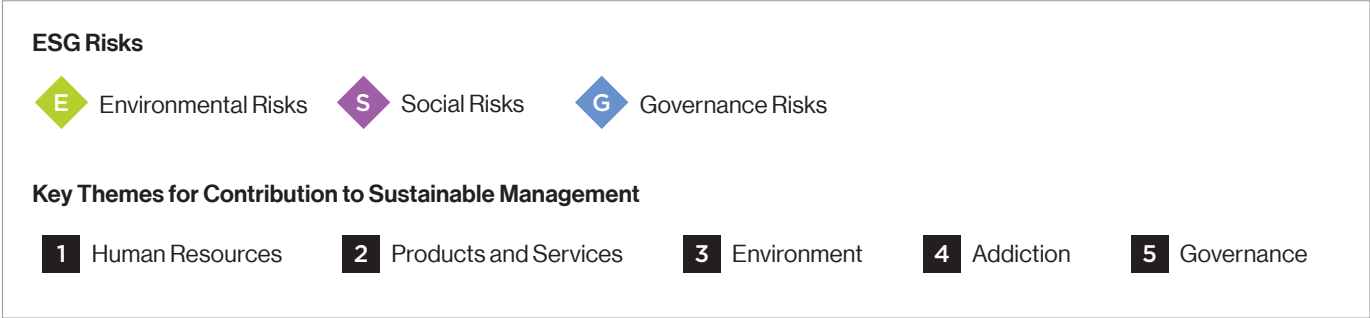 ESG Risks
E Environmental Risks S Social Risks G Governance Risks
Key Themes for Contribution to Sustainable Management
1 Human Resources 2 Products and Services 3 Environment 4 Addiction 5 Governance